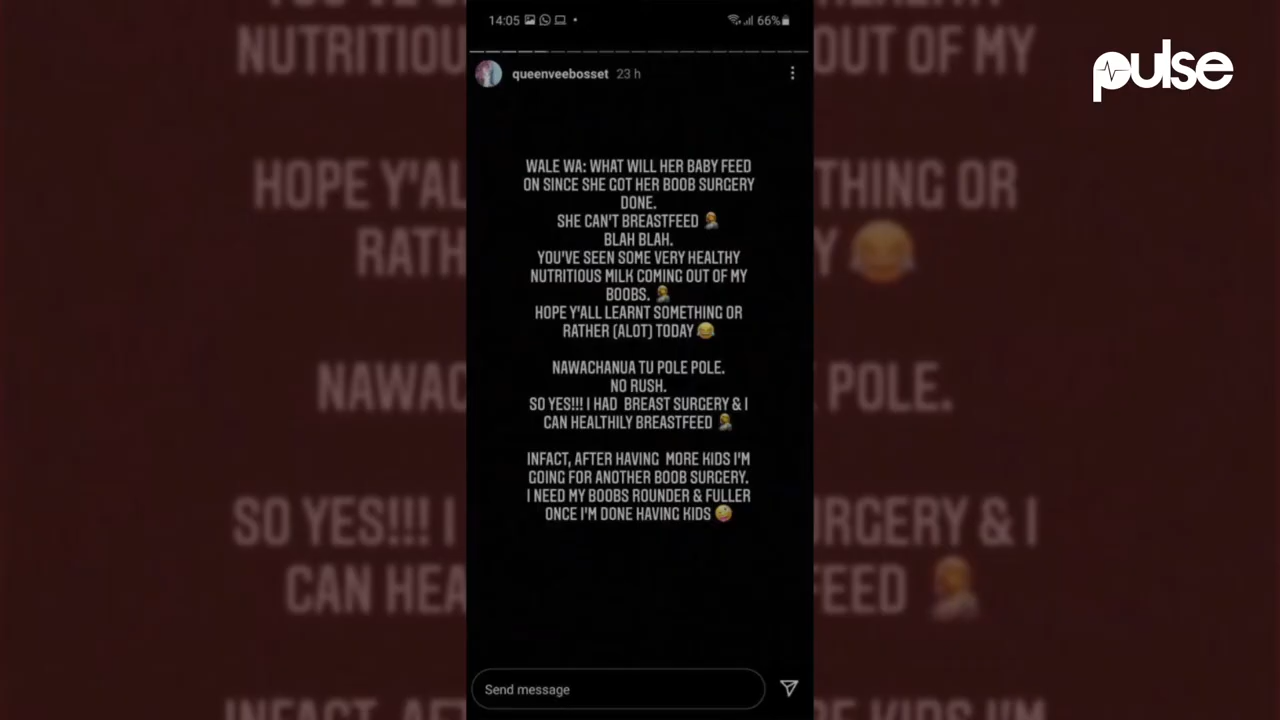 14:05
66%
pulse
queenveebosset 23 h
WALE WA: WHAT WILL HER BABY FEED
ON SINCE SHE GOT HER BOOB SURGERY
DONE.
SHE CAN'T BREASTFEED 🤱
BLAH BLAH.
YOU'VE SEEN SOME VERY HEALTHY
NUTRITIOUS MILK COMING OUT OF MY
BOOBS. 🤱
HOPE Y'ALL LEARNT SOMETHING OR
RATHER (ALOT) TODAY 😂
NAWACHANUA TU POLE POLE.
NO RUSH.
SO YES!!! I HAD BREAST SURGERY & I
CAN HEALTHILY BREASTFEED 🤱
INFACT, AFTER HAVING MORE KIDS I'M
GOING FOR ANOTHER BOOB SURGERY.
I NEED MY BOOBS ROUNDER & FULLER
ONCE I'M DONE HAVING KIDS 🤪
Send message